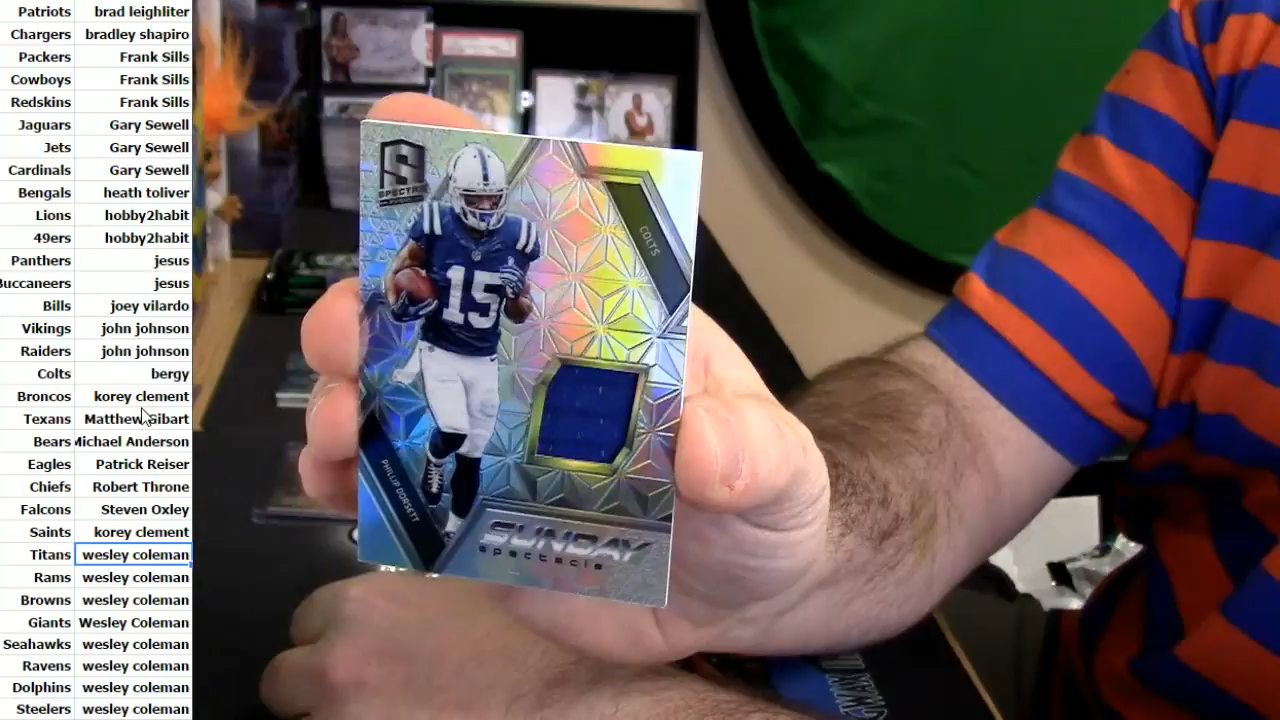 Patriots brad leighliter
Chargers bradley shapiro
Packers Frank Sills
Cowboys Frank Sills
Redskins Frank Sills
Jaguars Gary Sewell
Jets Gary Sewell
Cardinals Gary Sewell
Bengals heath toliver
Lions hobby2habit
49ers hobby2habit
Panthers jesus
Buccaneers jesus
Bills joey vilardo
Vikings john johnson
Raiders john johnson
Colts bergy
Broncos korey clement
Texans Matthew Gibart
Bears Michael Anderson
Eagles Patrick Reiser
Chiefs Robert Throne
Falcons Steven Oxley
Saints korey clement
Titans wesley coleman
Rams wesley coleman
Browns wesley coleman
Giants Wesley Coleman
Seahawks wesley coleman
Ravens wesley coleman
Dolphins wesley coleman
Steelers wesley coleman
S
SPECTRA
COLTS
15
PHILLIP DORSETT
SUNDAY
spectacle